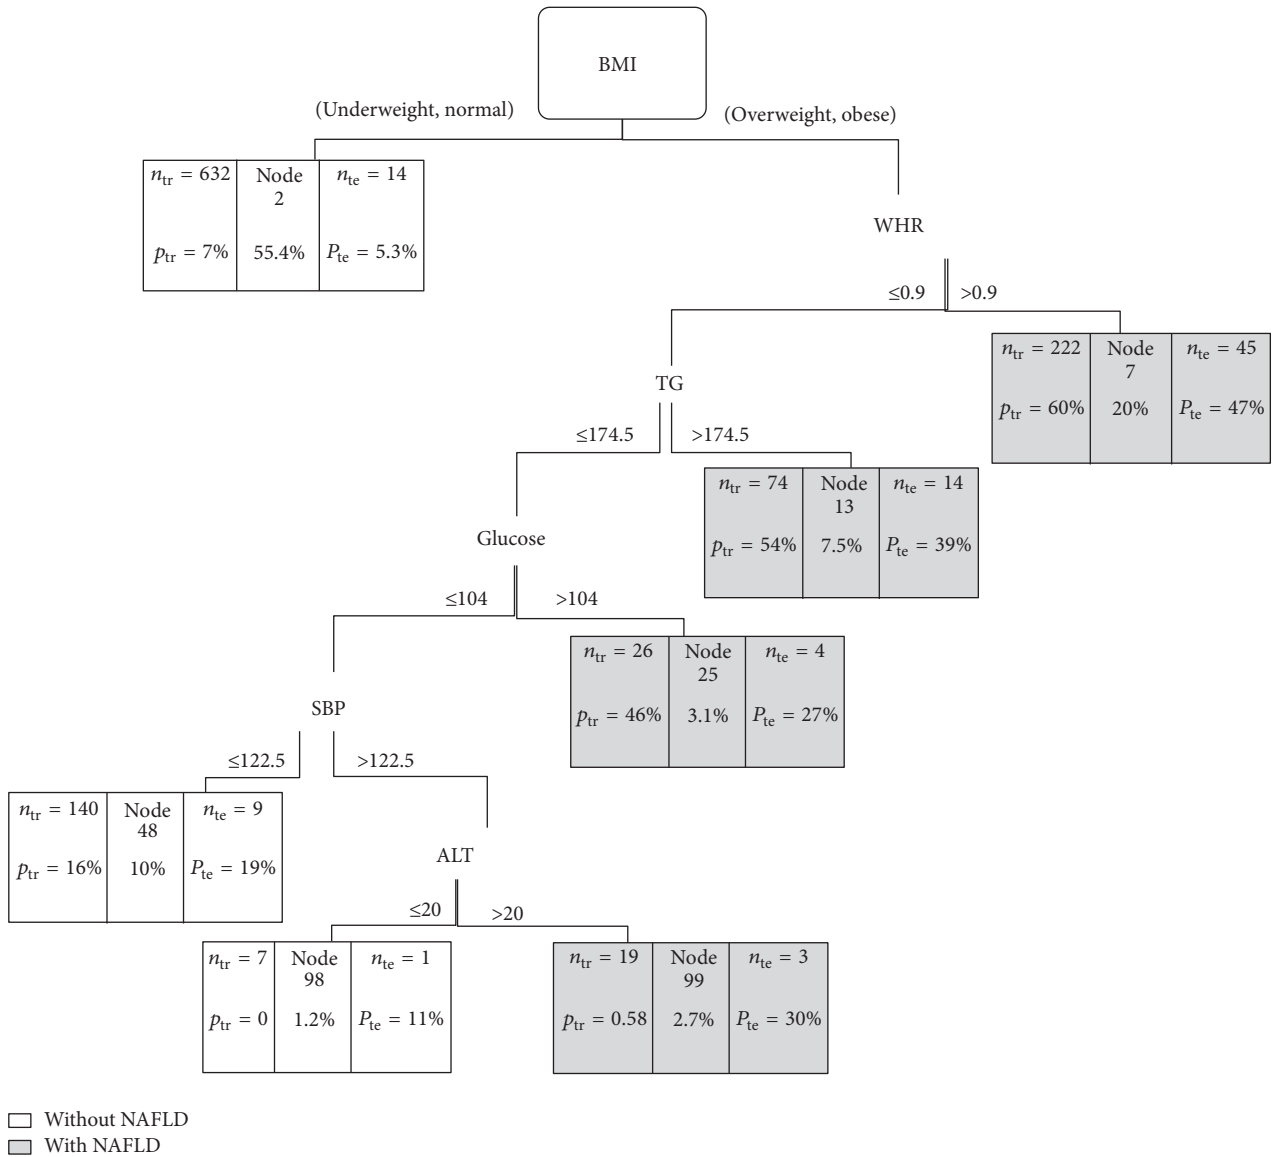 BMI
(Underweight, normal)
(Overweight, obese)
n_tr = 632
Node
2
n_te = 14
p_tr = 7%
55.4%
P_te = 5.3%
WHR
≤0.9
>0.9
n_tr = 222
Node
7
n_te = 45
p_tr = 60%
20%
P_te = 47%
TG
≤174.5
>174.5
n_tr = 74
Node
13
n_te = 14
p_tr = 54%
7.5%
P_te = 39%
Glucose
≤104
>104
n_tr = 26
Node
25
n_te = 4
p_tr = 46%
3.1%
P_te = 27%
SBP
≤122.5
>122.5
n_tr = 140
Node
48
n_te = 9
p_tr = 16%
10%
P_te = 19%
ALT
≤20
>20
n_tr = 7
Node
98
n_te = 1
p_tr = 0
1.2%
P_te = 11%
n_tr = 19
Node
99
n_te = 3
p_tr = 0.58
2.7%
P_te = 30%
Without NAFLD
With NAFLD